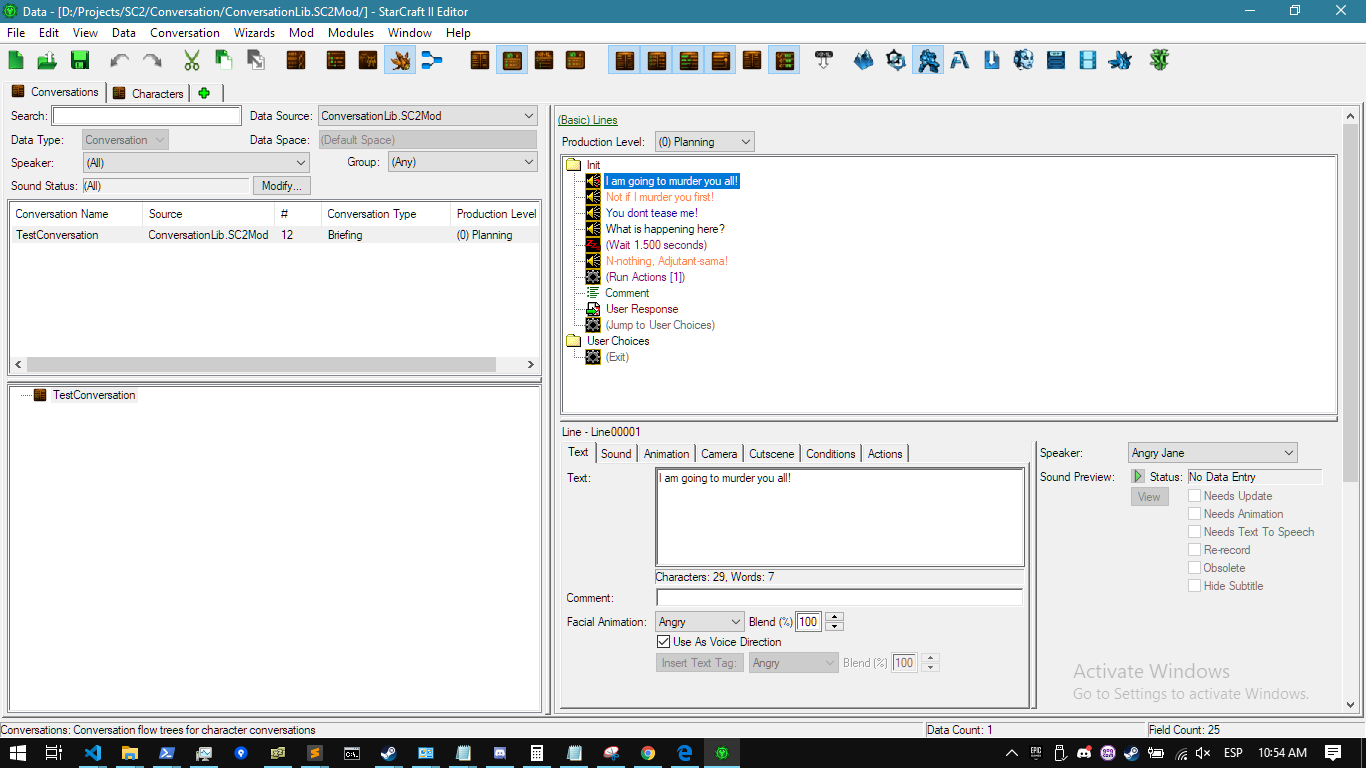 Data - [D:/Projects/SC2/Conversation/ConversationLib.SC2Mod/] - StarCraft II Editor
File Edit View Data Conversation Wizards Mod Modules Window Help
Conversations Characters
Search: Data Source: ConversationLib.SC2Mod
Data Type: Conversation Data Space: (Default Space)
Speaker: (All) Group: (Any)
Sound Status: (All) Modify...
Conversation Name Source # Conversation Type Production Level
TestConversation ConversationLib.SC2Mod 12 Briefing (0) Planning
TestConversation
(Basic) Lines
Production Level: (0) Planning
Init
I am going to murder you all!
Not if I murder you first!
You dont tease me!
What is happening here?
(Wait 1.500 seconds)
N-nothing, Adjutant-sama!
(Run Actions [1])
Comment
User Response
(Jump to User Choices)
User Choices
(Exit)
Line - Line00001
Text Sound Animation Camera Cutscene Conditions Actions
Text: I am going to murder you all!
Characters: 29, Words: 7
Comment:
Facial Animation: Angry Blend (%) 100
Use As Voice Direction
Insert Text Tag: Angry Blend (%) 100
Speaker: Angry Jane
Sound Preview: Status: No Data Entry
View
Needs Update
Needs Animation
Needs Text To Speech
Re-record
Obsolete
Hide Subtitle
Activate Windows
Go to Settings to activate Windows.
Conversations: Conversation flow trees for character conversations Data Count: 1 Field Count: 25
ESP 10:54 AM